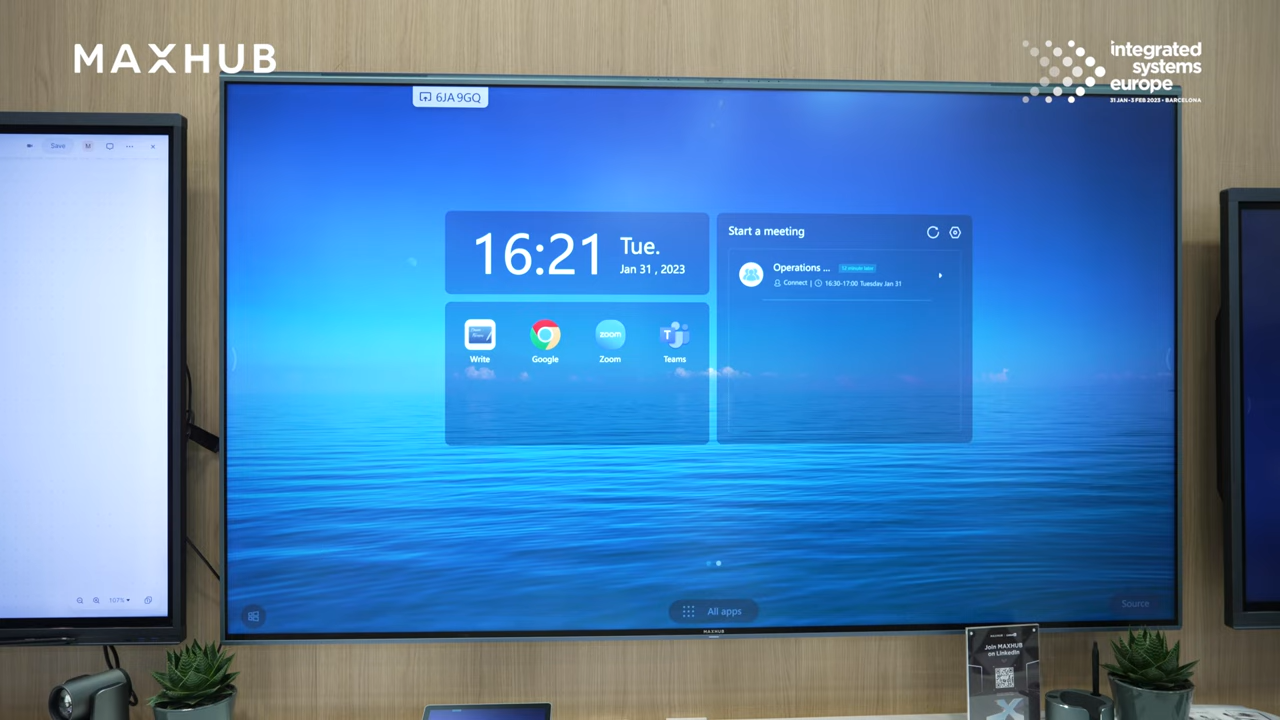 MAXHUB
integrated
systems
europe
31 JAN-3 FEB 2023 • BARCELONA
6JA 9GQ
Save
M
16:21
Tue.
Jan 31 , 2023
Start a meeting
Operations ...
Connect | 16:30-17:00 Tuesday Jan 31
Write
Google
zoom
Zoom
T
Teams
107%
All apps
Source
MAXHUB
Join MAXHUB
on LinkedIn